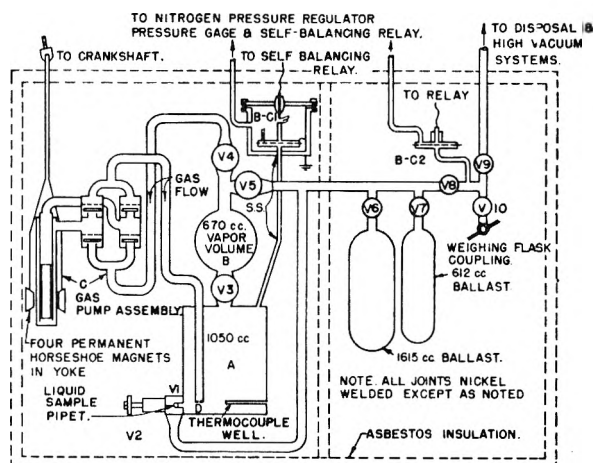 TO NITROGEN PRESSURE REGULATOR
PRESSURE GAGE & SELF-BALANCING RELAY.
TO DISPOSAL &
HIGH VACUUM
SYSTEMS.
TO CRANKSHAFT.
TO SELF BALANCING
RELAY.
TO RELAY
B-C1
B-C2
V4
GAS
FLOW
V5
S.S.
V9
V8
V6
V7
V 10
670 cc.
VAPOR
VOLUME
B
WEIGHING FLASK
COUPLING.
612 cc
BALLAST.
C
GAS
PUMP ASSEMBLY.
V3
1050 cc
A
FOUR PERMANENT
HORSESHOE MAGNETS
IN YOKE
1615 cc BALLAST.
LIQUID
SAMPLE
PIPET.
V1
NOTE. ALL JOINTS NICKEL
WELDED EXCEPT AS NOTED
THERMOCOUPLE
WELL.
V2
ASBESTOS INSULATION.